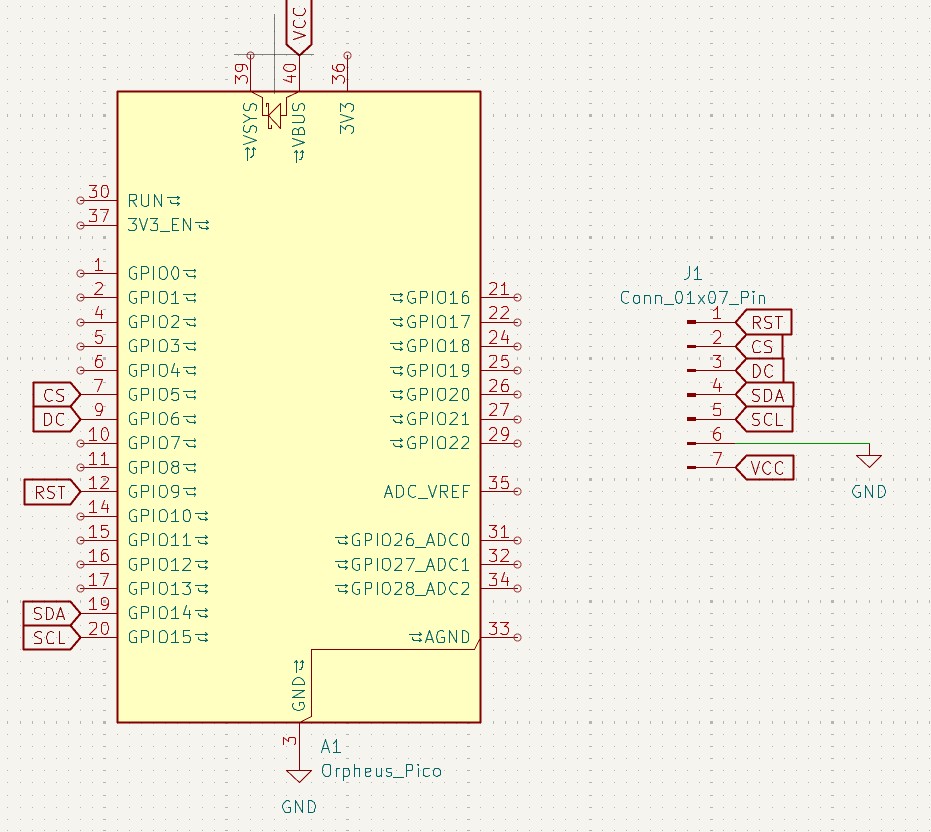 VCC
39
40
36
VSYS
VBUS
3V3
30 RUN
37 3V3_EN
1 GPIO0
2 GPIO1
4 GPIO2
5 GPIO3
6 GPIO4
CS 7 GPIO5
DC 9 GPIO6
10 GPIO7
11 GPIO8
RST 12 GPIO9
14 GPIO10
15 GPIO11
16 GPIO12
17 GPIO13
SDA 19 GPIO14
SCL 20 GPIO15
GPIO16 21
GPIO17 22
GPIO18 24
GPIO19 25
GPIO20 26
GPIO21 27
GPIO22 29
ADC_VREF 35
GPIO26_ADC0 31
GPIO27_ADC1 32
GPIO28_ADC2 34
AGND 33
GND
3
A1
Orpheus_Pico
GND
J1
Conn_01x07_Pin
1 RST
2 CS
3 DC
4 SDA
5 SCL
6
7 VCC
GND